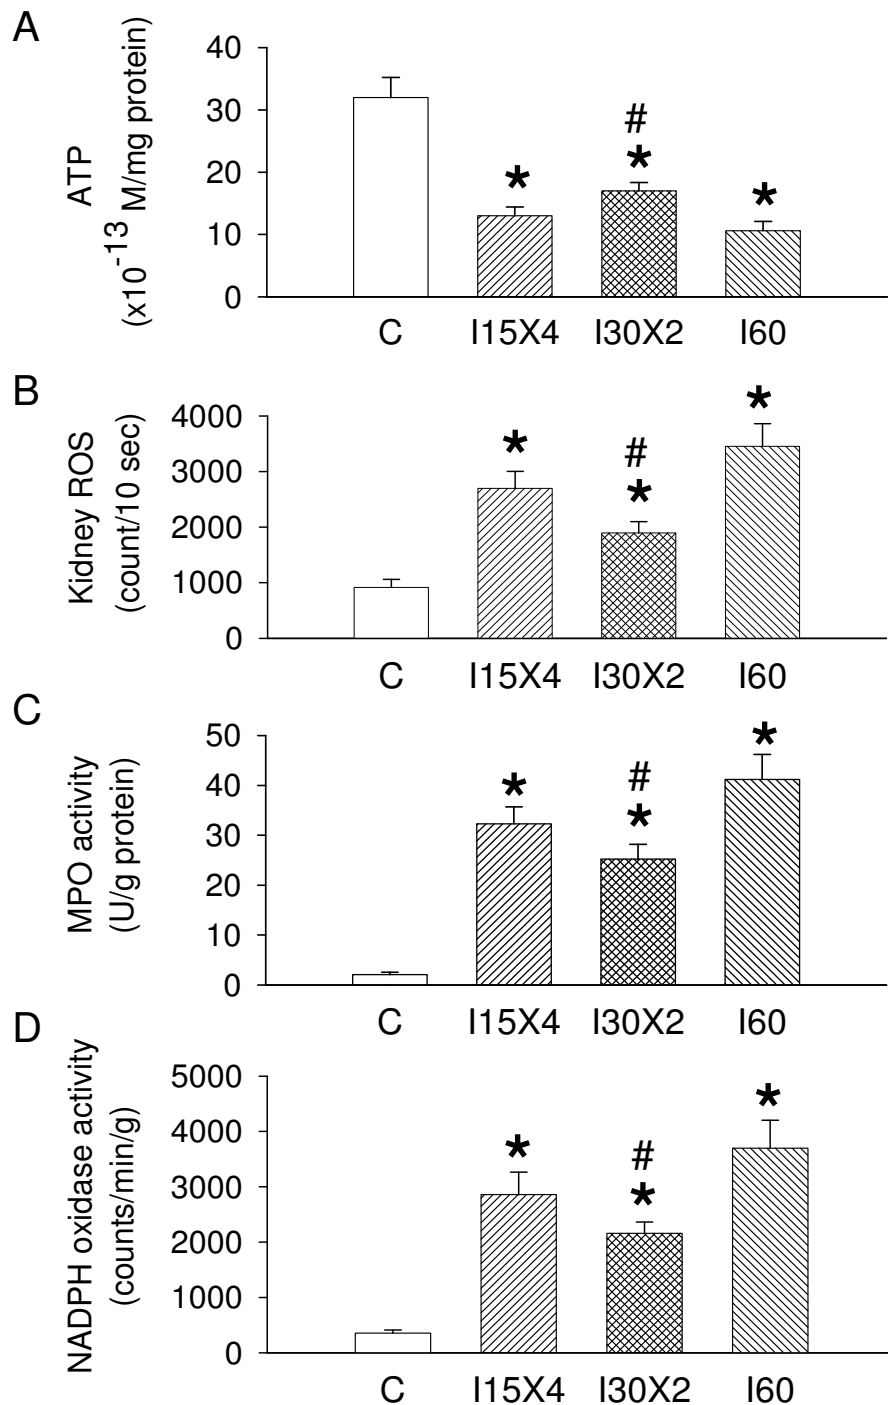 A
ATP
(x10⁻¹³ M/mg protein)
40
30
20
10
0
*
#
*
*
C I15X4 I30X2 I60
B
Kidney ROS
(count/10 sec)
4000
3000
2000
1000
0
*
#
*
*
C I15X4 I30X2 I60
C
MPO activity
(U/g protein)
50
40
30
20
10
0
*
#
*
*
C I15X4 I30X2 I60
D
NADPH oxidase activity
(counts/min/g)
5000
4000
3000
2000
1000
0
*
#
*
*
C I15X4 I30X2 I60